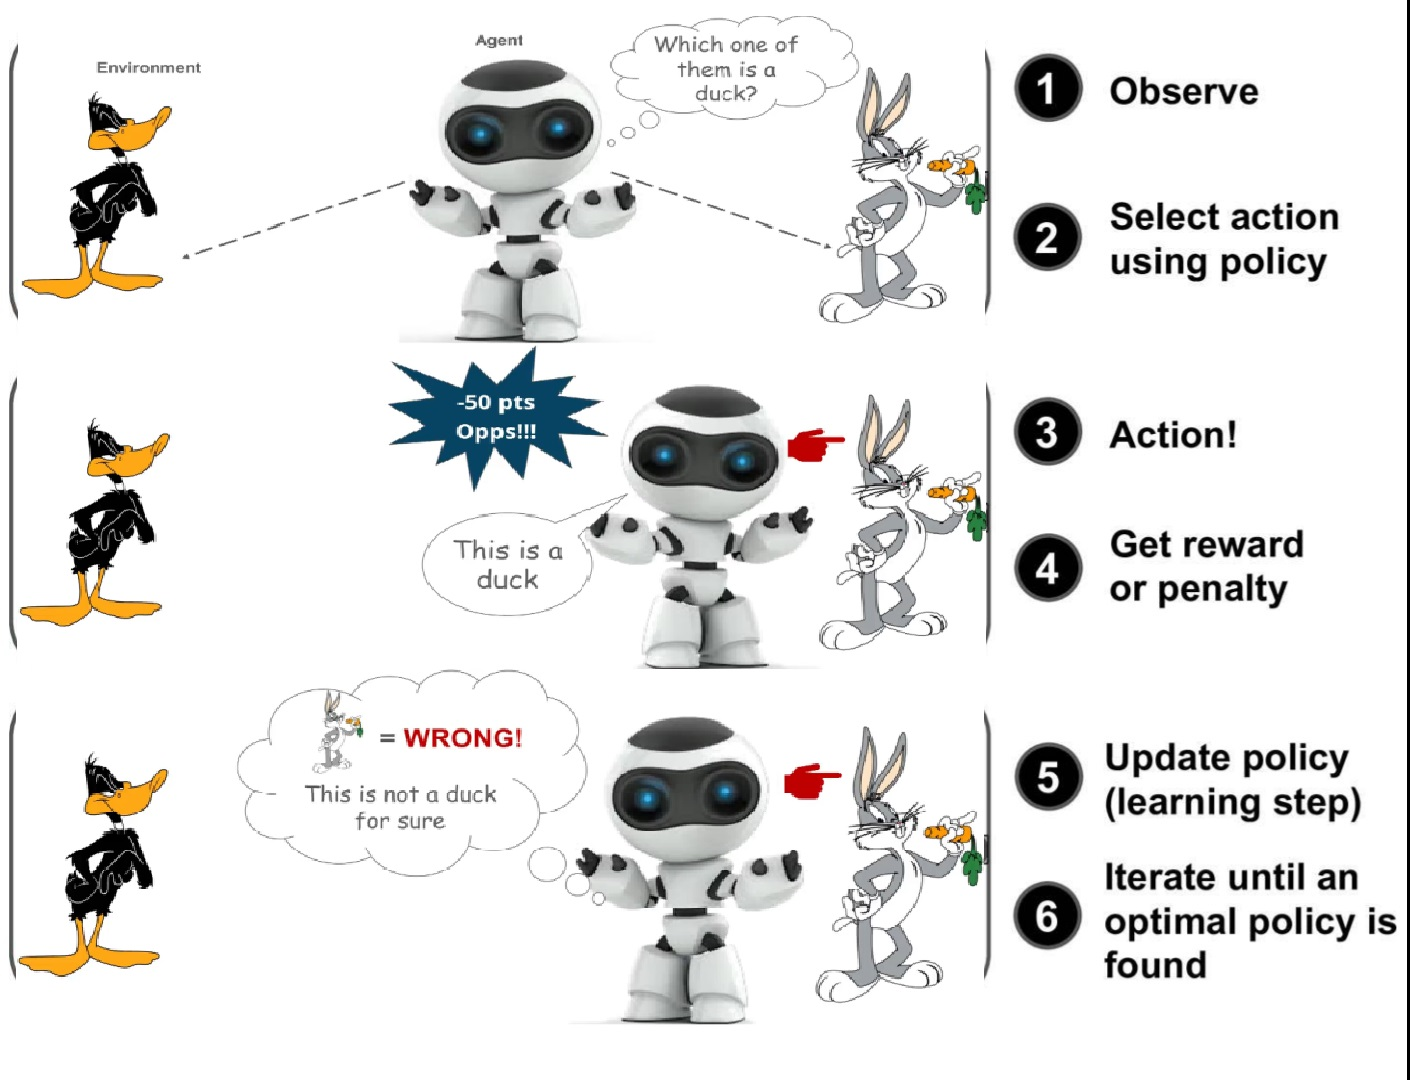 Environment
Agent
Which one of
them is a
duck?
1
Observe
2
Select action
using policy
-50 pts
Opps!!!
This is a
duck
3
Action!
4
Get reward
or penalty
= WRONG!
This is not a duck
for sure
5
Update policy
(learning step)
6
Iterate until an
optimal policy is
found